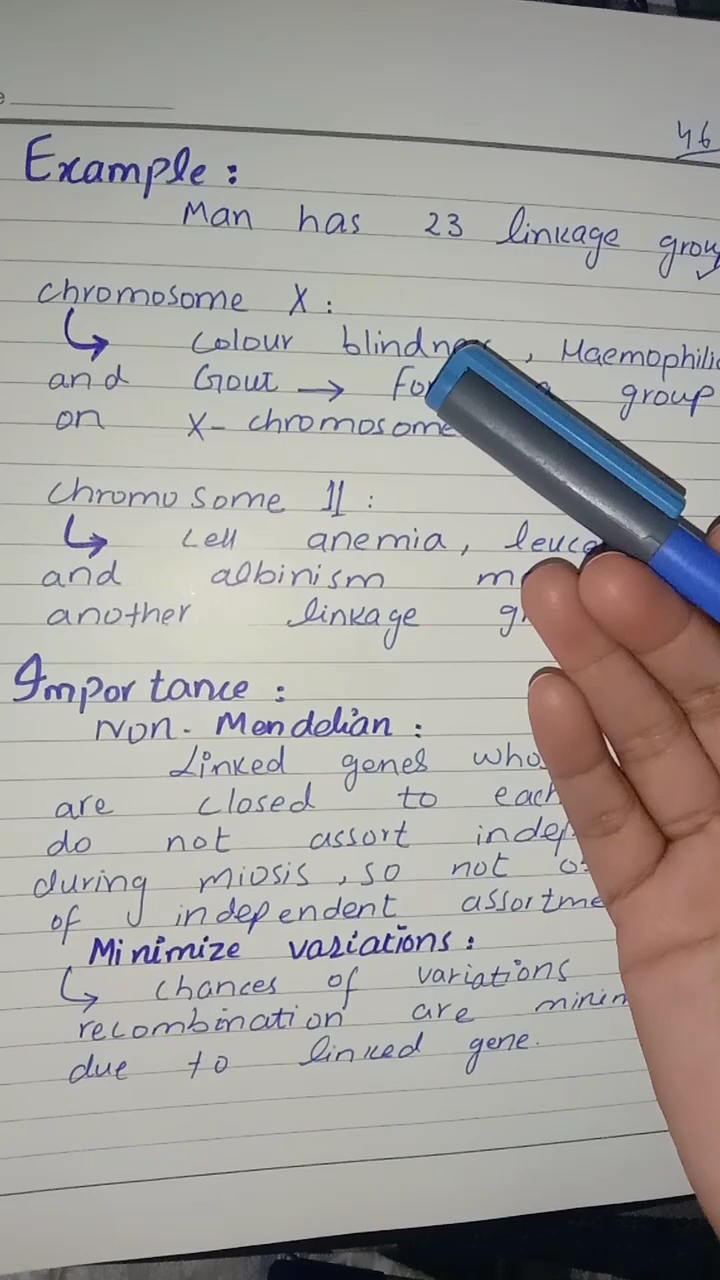 e
46
Example:
Man has 23 linkage grou
chromosome X:
↳ Colour blindne , Haemophilia
and Gout → Fo group
on X- chromosome
Chromosome 11:
↳ cell anemia, leuc
and albinism m
another linkage g
Importance:
Non- Mendelian:
Linked genes who
are closed to each
do not assort indep
during miosis, so not o
of independent assortme
Minimize variations:
↳ chances of variations
recombination are minim
due to linked gene.